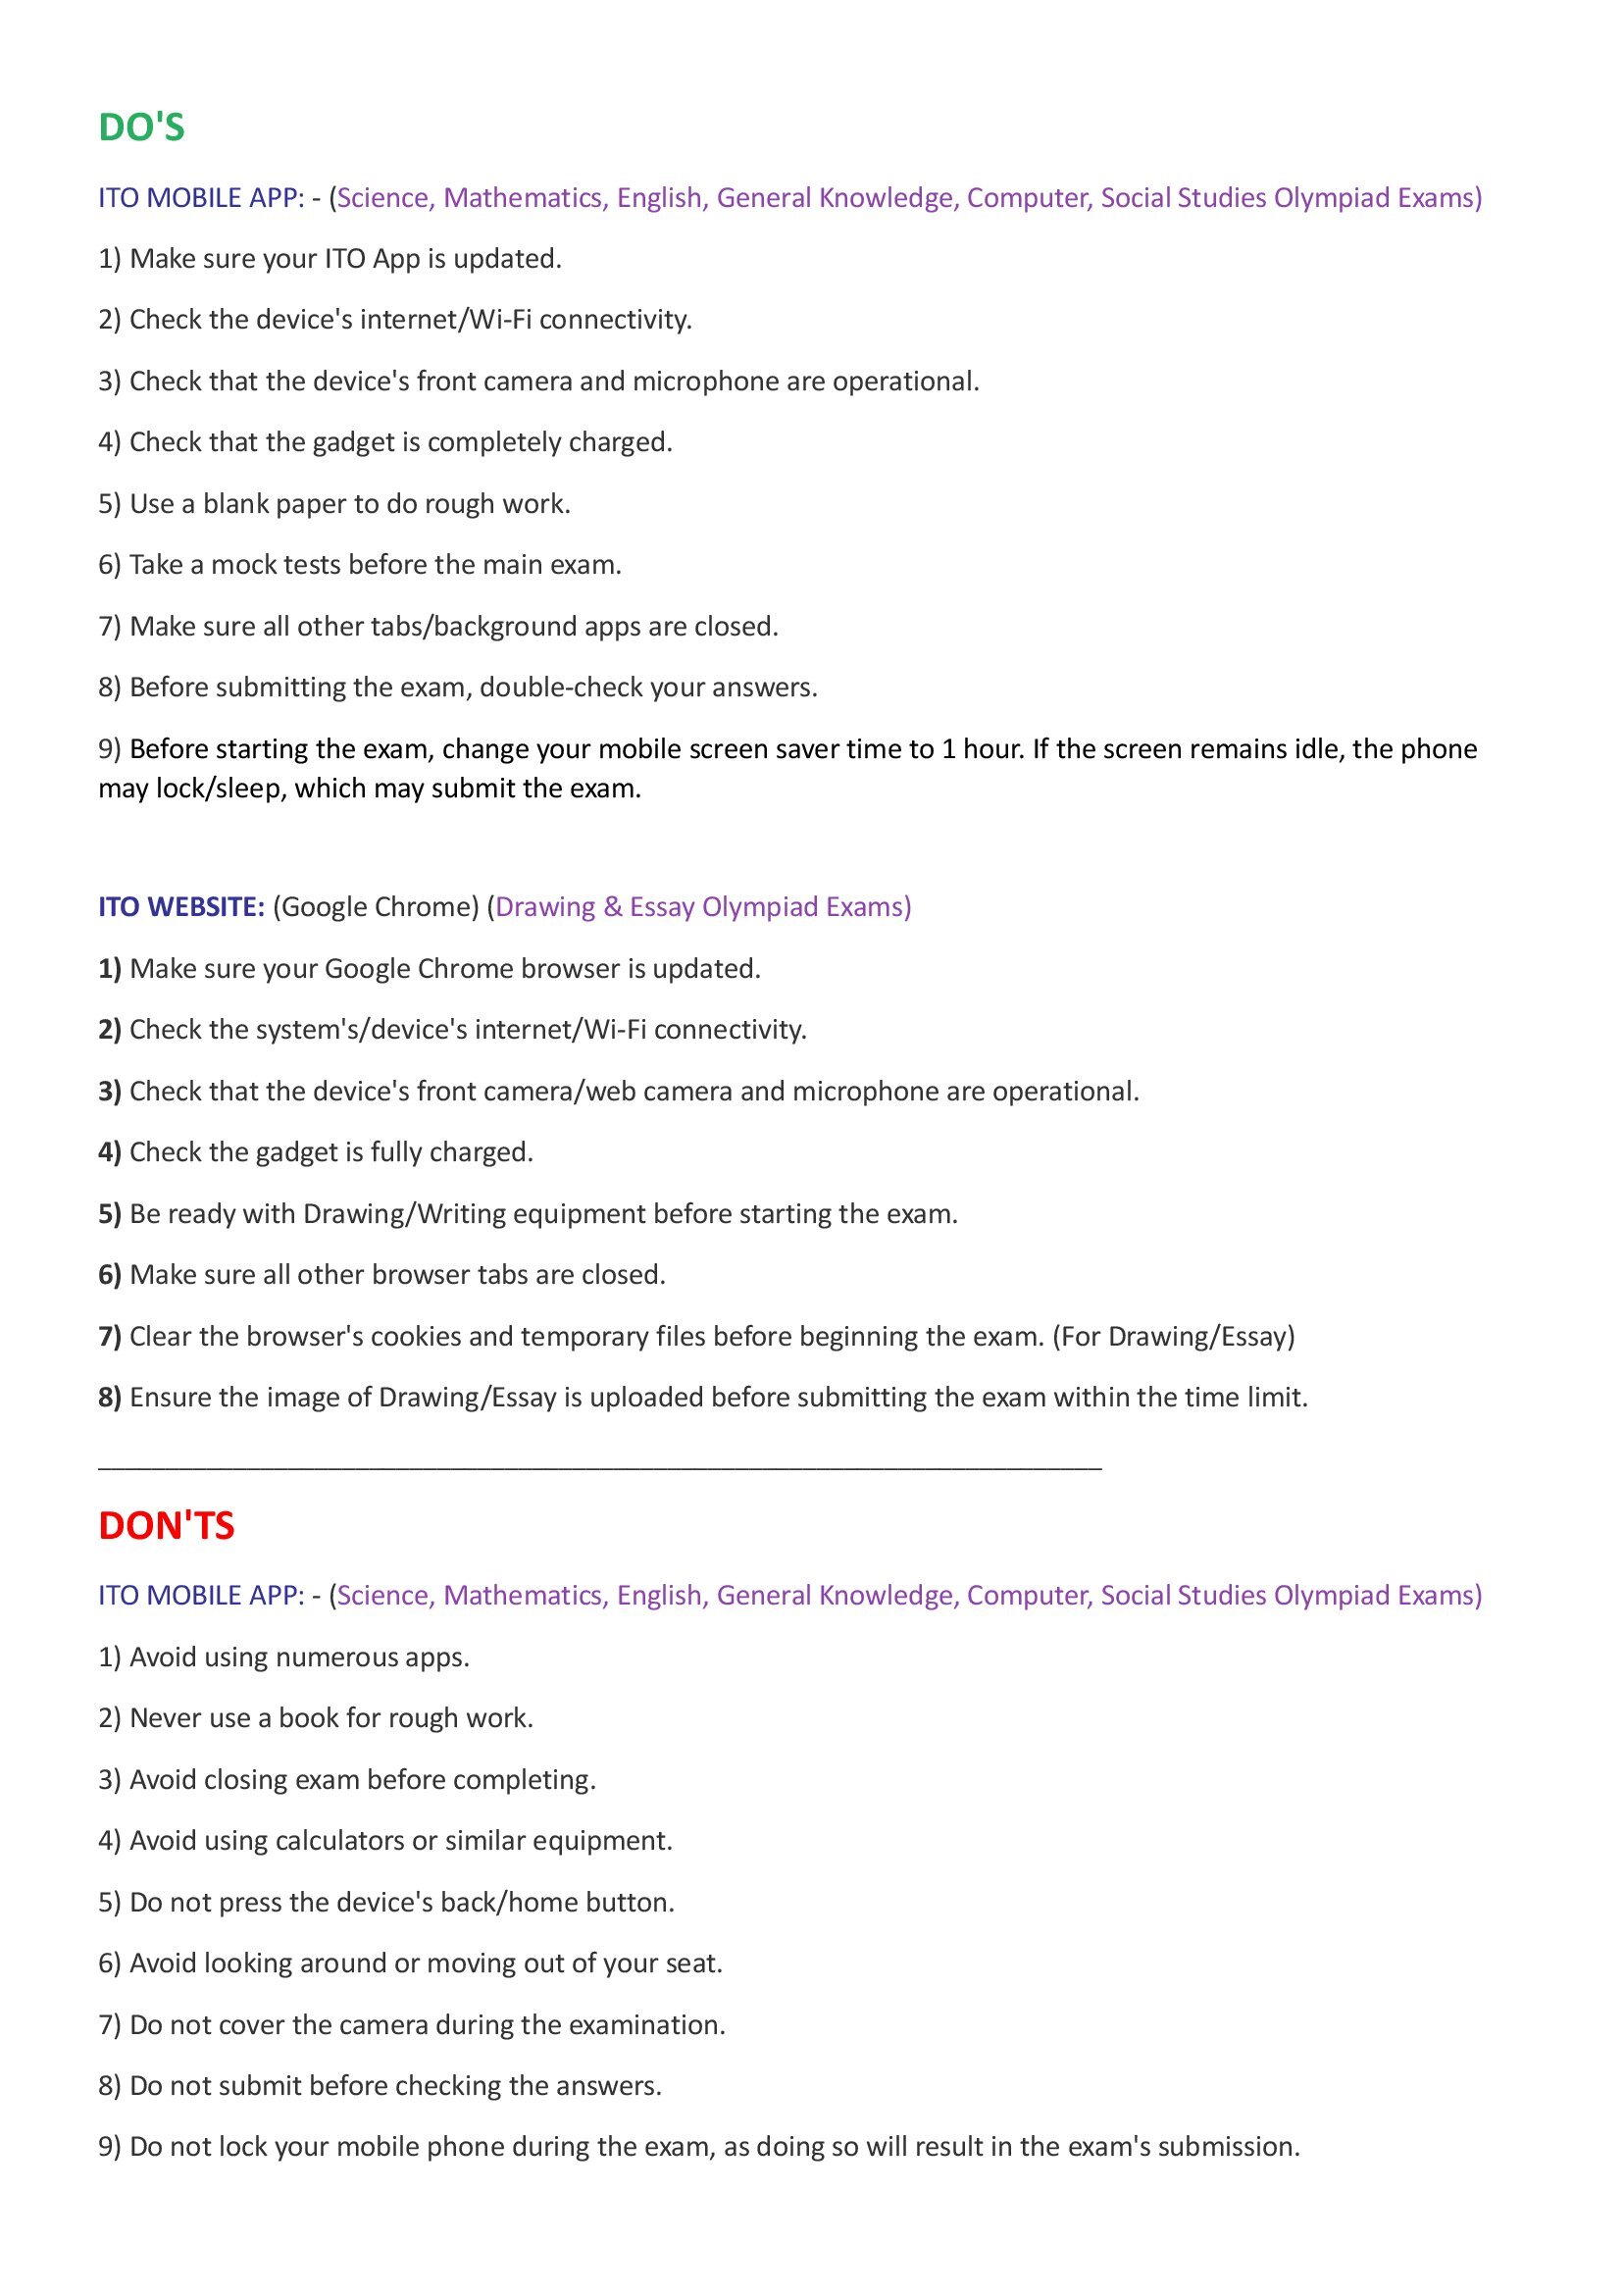 DO'S
ITO MOBILE APP: - (Science, Mathematics, English, General Knowledge, Computer, Social Studies Olympiad Exams)
1) Make sure your ITO App is updated.
2) Check the device's internet/Wi-Fi connectivity.
3) Check that the device's front camera and microphone are operational.
4) Check that the gadget is completely charged.
5) Use a blank paper to do rough work.
6) Take a mock tests before the main exam.
7) Make sure all other tabs/background apps are closed.
8) Before submitting the exam, double-check your answers.
9) Before starting the exam, change your mobile screen saver time to 1 hour. If the screen remains idle, the phone
may lock/sleep, which may submit the exam.
ITO WEBSITE: (Google Chrome) (Drawing & Essay Olympiad Exams)
1) Make sure your Google Chrome browser is updated.
2) Check the system's/device's internet/Wi-Fi connectivity.
3) Check that the device's front camera/web camera and microphone are operational.
4) Check the gadget is fully charged.
5) Be ready with Drawing/Writing equipment before starting the exam.
6) Make sure all other browser tabs are closed.
7) Clear the browser's cookies and temporary files before beginning the exam. (For Drawing/Essay)
8) Ensure the image of Drawing/Essay is uploaded before submitting the exam within the time limit.
DON'TS
ITO MOBILE APP: - (Science, Mathematics, English, General Knowledge, Computer, Social Studies Olympiad Exams)
1) Avoid using numerous apps.
2) Never use a book for rough work.
3) Avoid closing exam before completing.
4) Avoid using calculators or similar equipment.
5) Do not press the device's back/home button.
6) Avoid looking around or moving out of your seat.
7) Do not cover the camera during the examination.
8) Do not submit before checking the answers.
9) Do not lock your mobile phone during the exam, as doing so will result in the exam's submission.